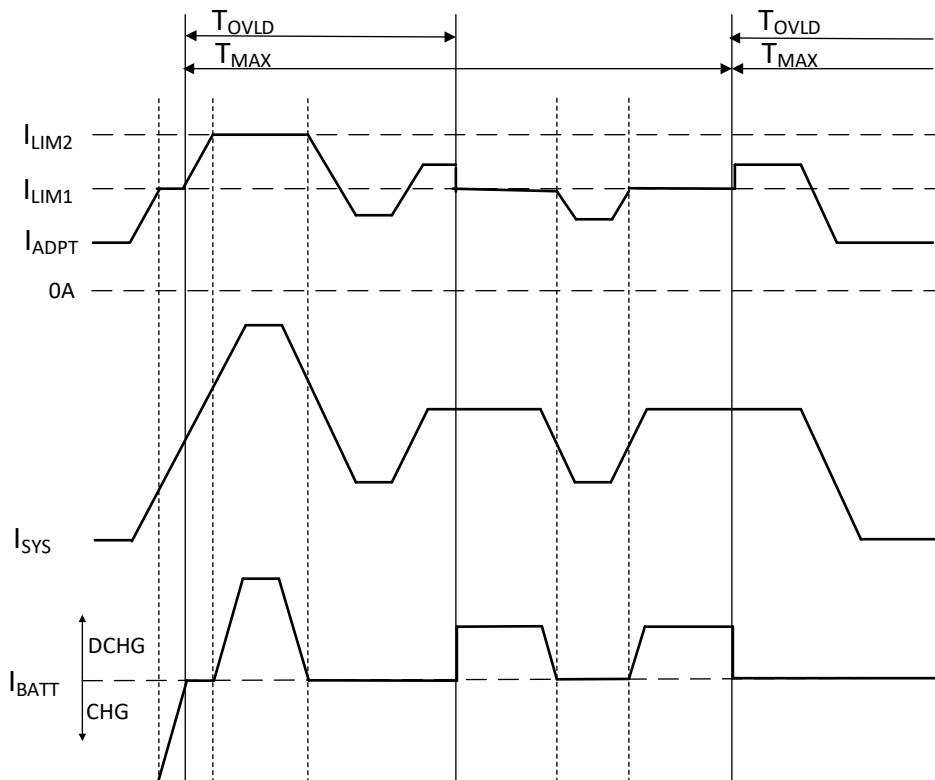 TOVLD
TOVLD
TMAX
TMAX
ILIM2
ILIM1
IADPT
0A
ISYS
DCHG
IBATT
CHG